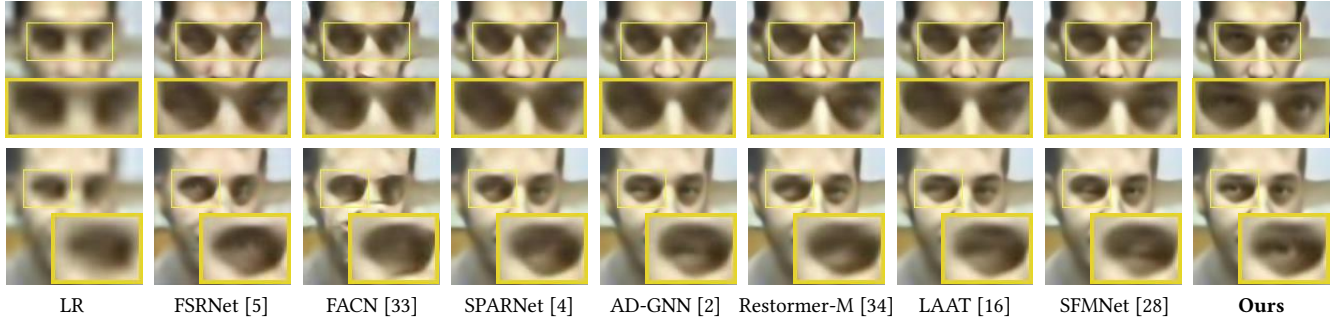 LR FSRNet [5] FACN [33] SPARNet [4] AD-GNN [2] Restormer-M [34] LAAT [16] SFMNet [28] Ours